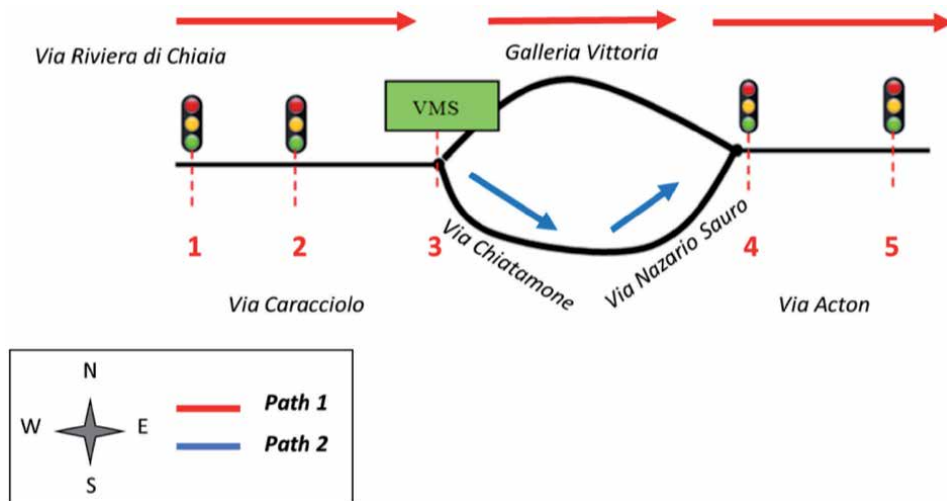 Via Riviera di Chiaia
Galleria Vittoria
VMS
1
2
3
Via Chiatamone
Via Nazario Sauro
4
5
Via Caracciolo
Via Acton
N
W
E
S
Path 1
Path 2